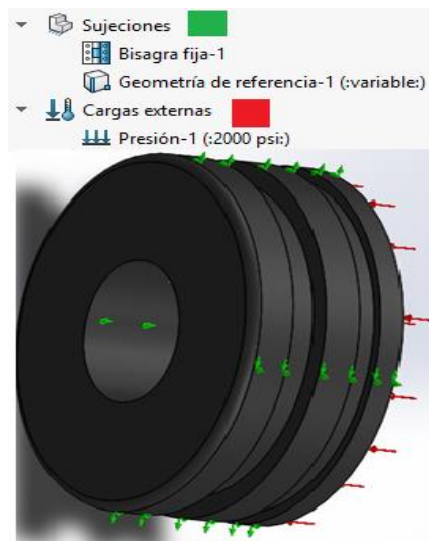 Sujeciones
Bisagra fija-1
Geometría de referencia-1 (:variable:)
Cargas externas
Presión-1 (:2000 psi:)